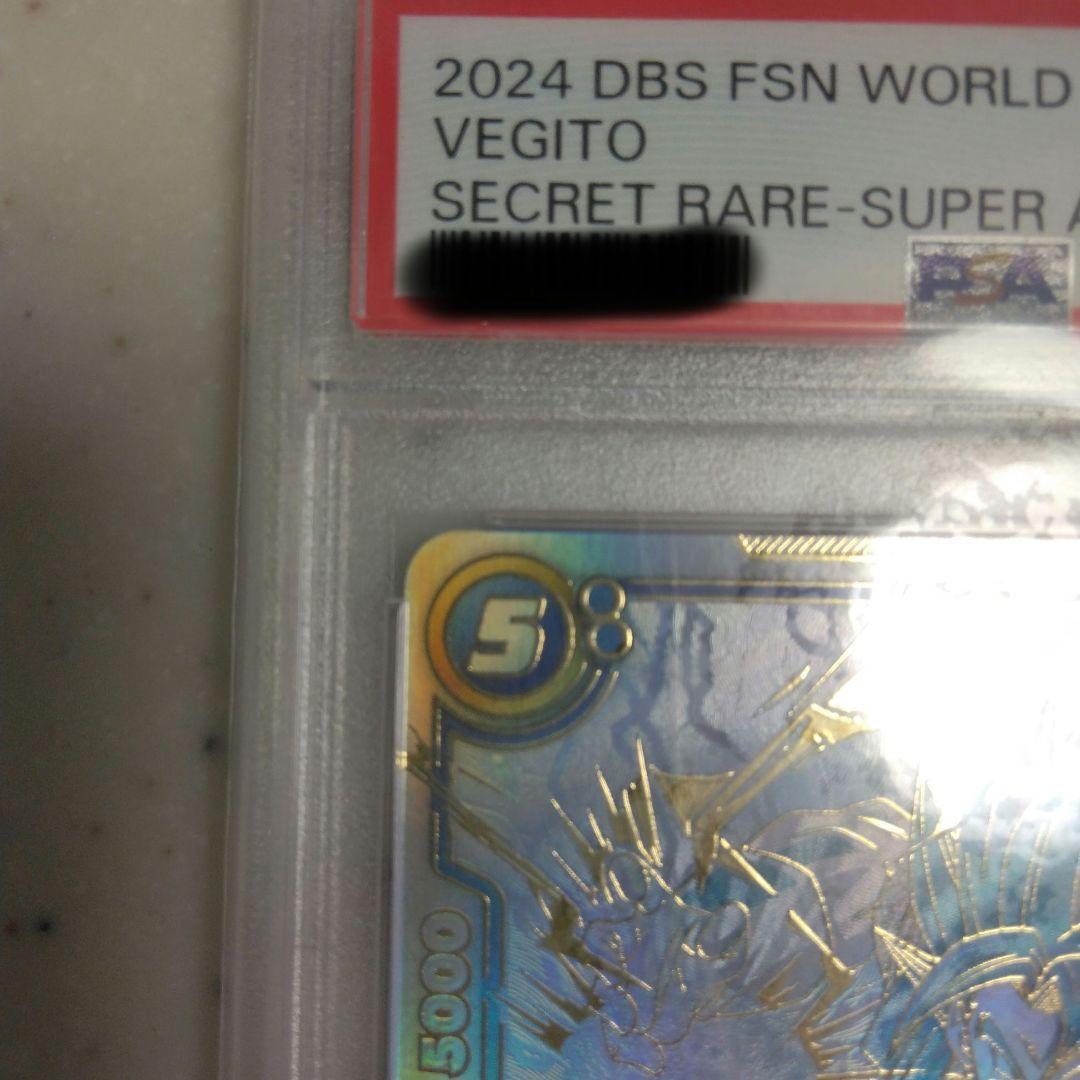 2024 DBS FSN WORLD
VEGITO
SECRET RARE-SUPER A
PSA
5
5000